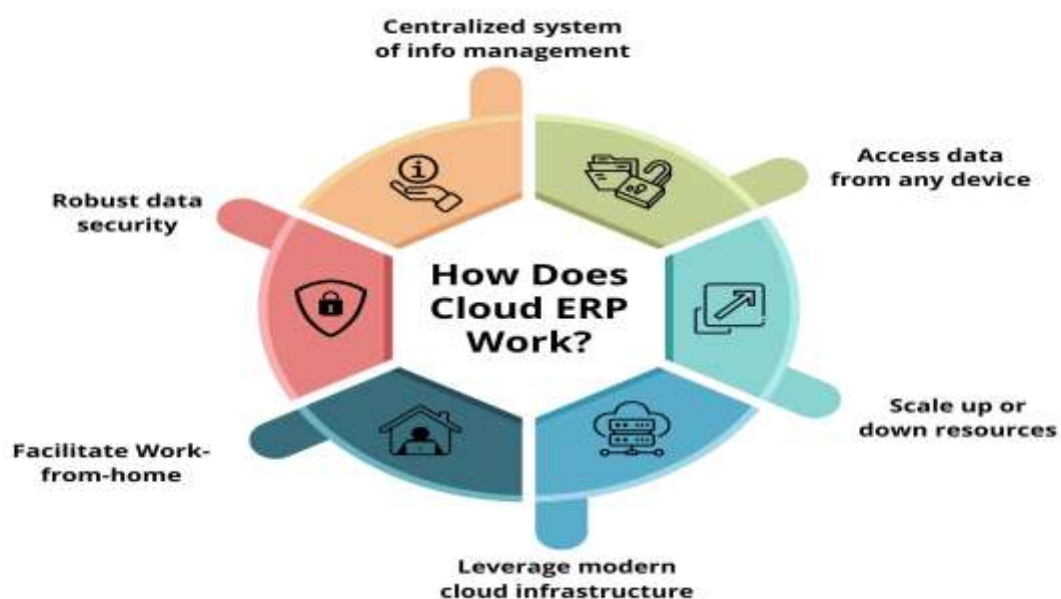 Centralized system
of info management
Access data
from any device
Robust data
security
How Does
Cloud ERP
Work?
Scale up or
down resources
Facilitate Work-
from-home
Leverage modern
cloud infrastructure